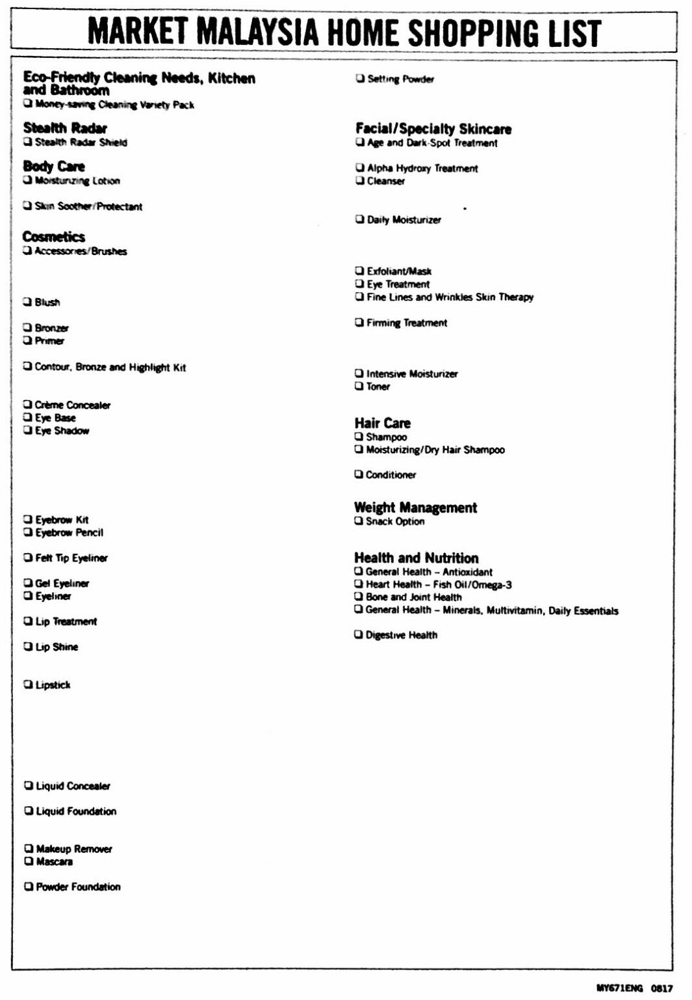 MARKET MALAYSIA HOME SHOPPING LIST
Eco-Friendly Cleaning Needs, Kitchen
and Bathroom
❏ Money-saving Cleaning Variety Pack
Stealth Radar
❏ Stealth Radar Shield
Body Care
❏ Moisturizing Lotion
❏ Skin Soother/Protectant
Cosmetics
❏ Accessories/Brushes
❏ Blush
❏ Bronzer
❏ Primer
❏ Contour, Bronze and Highlight Kit
❏ Crème Concealer
❏ Eye Base
❏ Eye Shadow
❏ Eyebrow Kit
❏ Eyebrow Pencil
❏ Felt Tip Eyeliner
❏ Gel Eyeliner
❏ Eyeliner
❏ Lip Treatment
❏ Lip Shine
❏ Lipstick
❏ Liquid Concealer
❏ Liquid Foundation
❏ Makeup Remover
❏ Mascara
❏ Powder Foundation
❏ Setting Powder
Facial/Specialty Skincare
❏ Age and Dark-Spot Treatment
❏ Alpha Hydroxy Treatment
❏ Cleanser
❏ Daily Moisturizer
❏ Exfoliant/Mask
❏ Eye Treatment
❏ Fine Lines and Wrinkles Skin Therapy
❏ Firming Treatment
❏ Intensive Moisturizer
❏ Toner
Hair Care
❏ Shampoo
❏ Moisturizing/Dry Hair Shampoo
❏ Conditioner
Weight Management
❏ Snack Option
Health and Nutrition
❏ General Health – Antioxidant
❏ Heart Health – Fish Oil/Omega-3
❏ Bone and Joint Health
❏ General Health – Minerals, Multivitamin, Daily Essentials
❏ Digestive Health
MY671ENG 0817